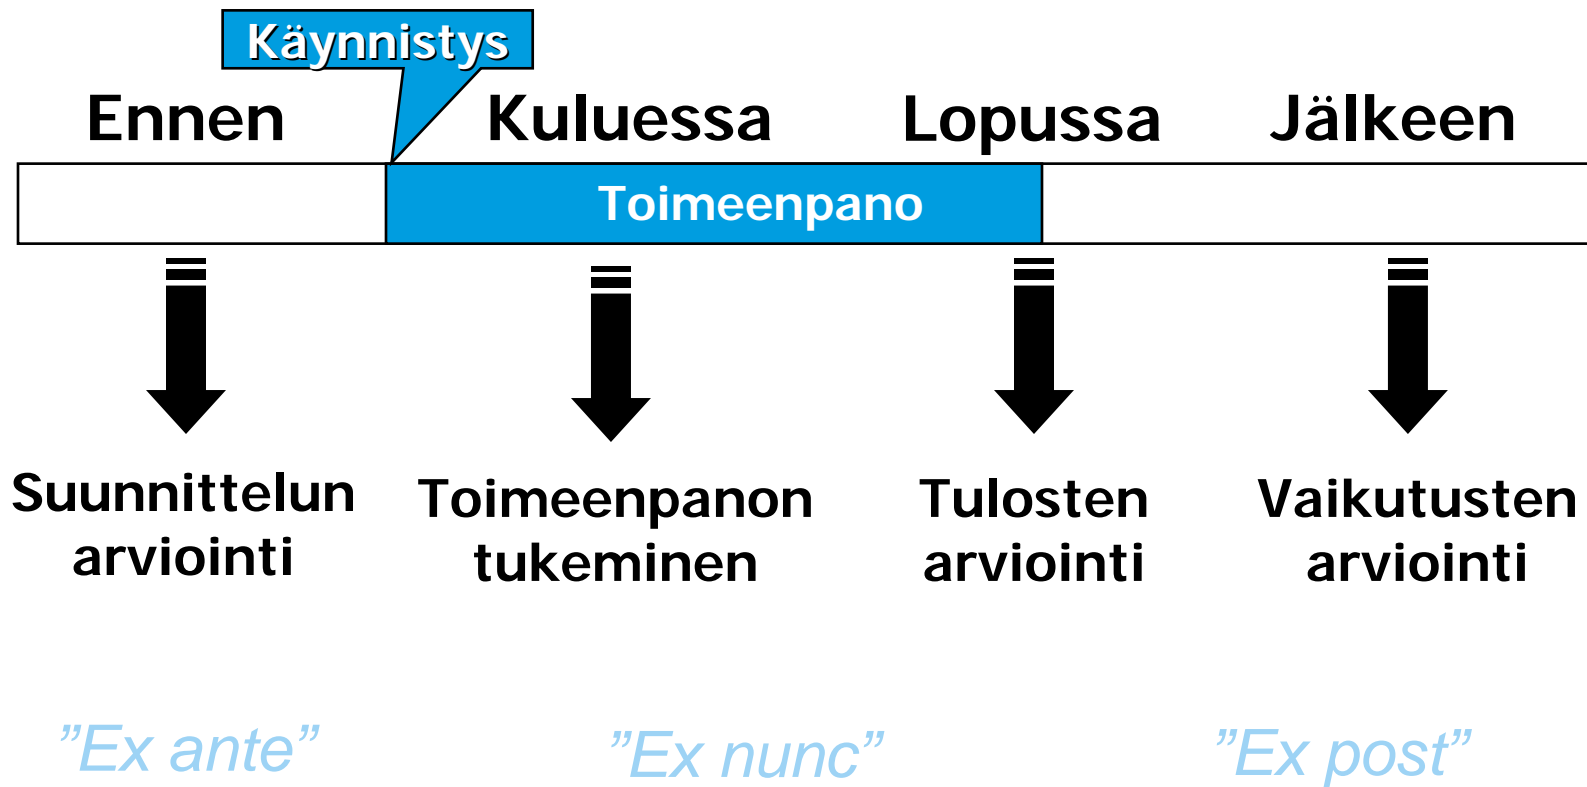 Käynnistys
Ennen Kuluessa Lopussa Jälkeen
Toimeenpano
Suunnittelun Toimeenpanon Tulosten Vaikutusten
arviointi tukeminen arviointi arviointi
”Ex ante” ”Ex nunc” ”Ex post”